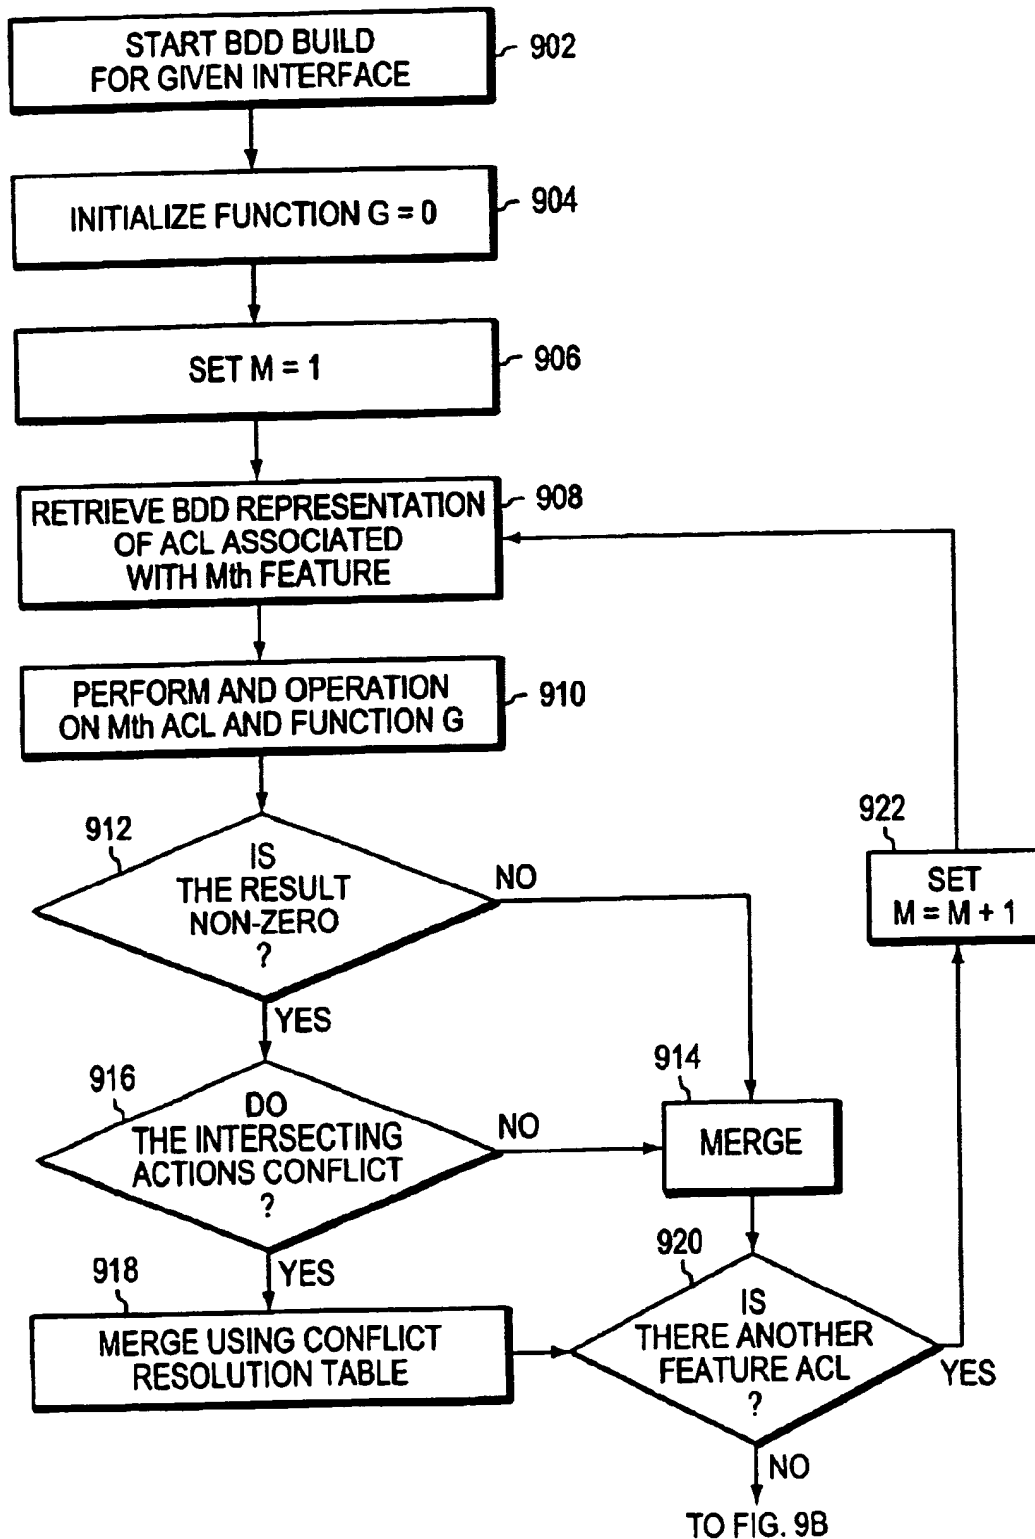 START BDD BUILD
FOR GIVEN INTERFACE
902
INITIALIZE FUNCTION G = 0
904
SET M = 1
906
RETRIEVE BDD REPRESENTATION
OF ACL ASSOCIATED
WITH Mth FEATURE
908
PERFORM AND OPERATION
ON Mth ACL AND FUNCTION G
910
912
IS
THE RESULT
NON-ZERO
?
NO
YES
922
SET
M = M + 1
916
DO
THE INTERSECTING
ACTIONS CONFLICT
?
NO
YES
914
MERGE
918
MERGE USING CONFLICT
RESOLUTION TABLE
920
IS
THERE ANOTHER
FEATURE ACL
?
YES
NO
TO FIG. 9B